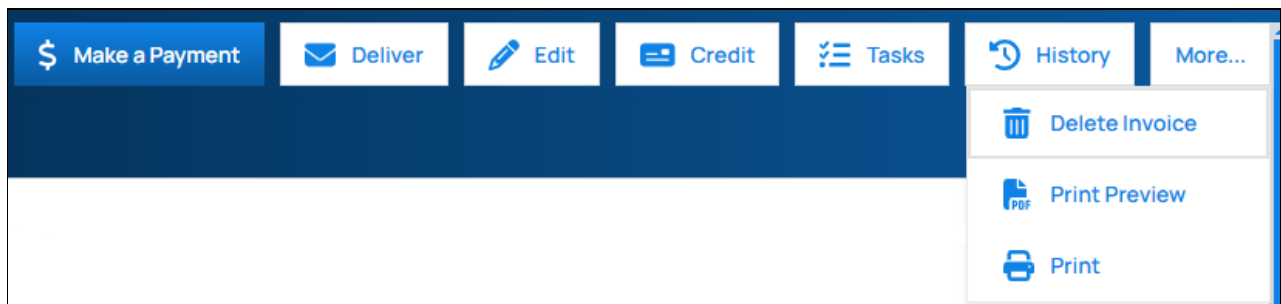 $ Make a Payment Deliver Edit Credit Tasks History More...
Delete Invoice
PDF Print Preview
Print